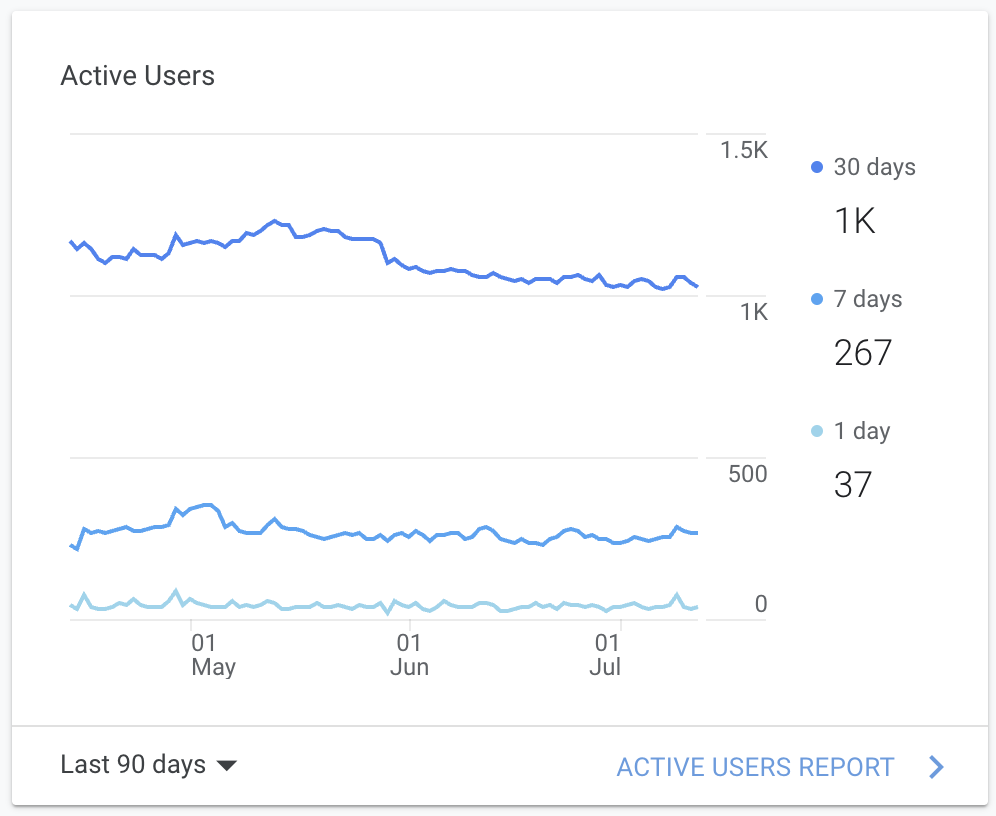 Active Users
1.5K
1K
500
0
01
May
01
Jun
01
Jul
30 days
1K
7 days
267
1 day
37
Last 90 days
ACTIVE USERS REPORT